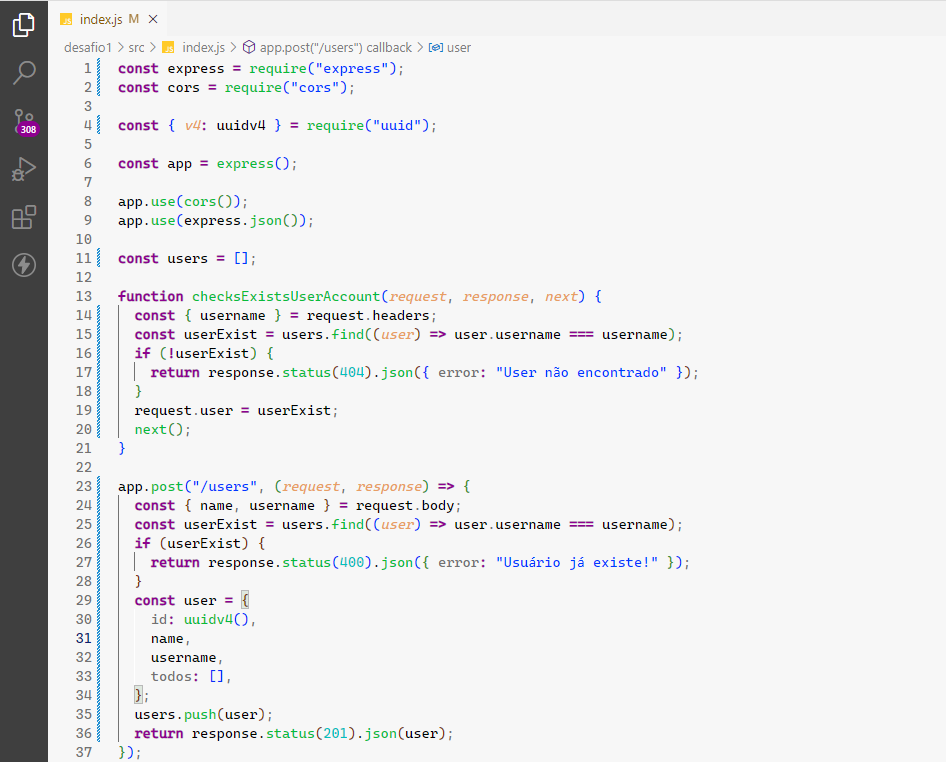 JS index.js M ×
desafio1 > src > JS index.js > app.post("/users") callback > user
308
1 const express = require("express");
2 const cors = require("cors");
3
4 const { v4: uuidv4 } = require("uuid");
5
6 const app = express();
7
8 app.use(cors());
9 app.use(express.json());
10
11 const users = [];
12
13 function checksExistsUserAccount(request, response, next) {
14 const { username } = request.headers;
15 const userExist = users.find((user) => user.username === username);
16 if (!userExist) {
17 return response.status(404).json({ error: "User não encontrado" });
18 }
19 request.user = userExist;
20 next();
21 }
22
23 app.post("/users", (request, response) => {
24 const { name, username } = request.body;
25 const userExist = users.find((user) => user.username === username);
26 if (userExist) {
27 return response.status(400).json({ error: "Usuário já existe!" });
28 }
29 const user = {
30 id: uuidv4(),
31 name,
32 username,
33 todos: [],
34 };
35 users.push(user);
36 return response.status(201).json(user);
37 });